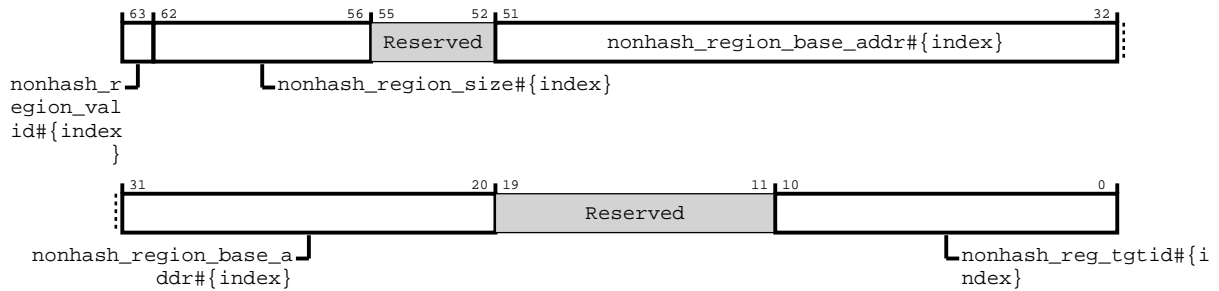 63 62 56 55 52 51 32
Reserved nonhash_region_base_addr#{index}
nonhash_r
egion_val
id#{index
}
nonhash_region_size#{index}
31 20 19 11 10 0
Reserved
nonhash_region_base_a
ddr#{index}
nonhash_reg_tgtid#{i
ndex}